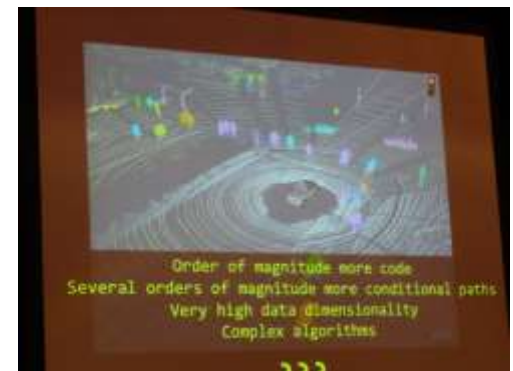 Order of magnitude more code
Several orders of magnitude more conditional paths
Very high data dimensionality
Complex algorithms